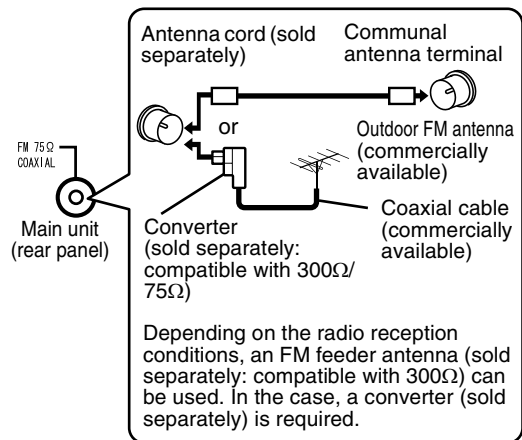 Antenna cord (sold
separately)
Communal
antenna terminal
or
FM 75Ω
COAXIAL
Main unit
(rear panel)
Outdoor FM antenna
(commercially
available)
Coaxial cable
(commercially
available)
Converter
(sold separately:
compatible with 300Ω/
75Ω)
Depending on the radio reception
conditions, an FM feeder antenna (sold
separately: compatible with 300Ω) can
be used. In the case, a converter (sold
separately) is required.